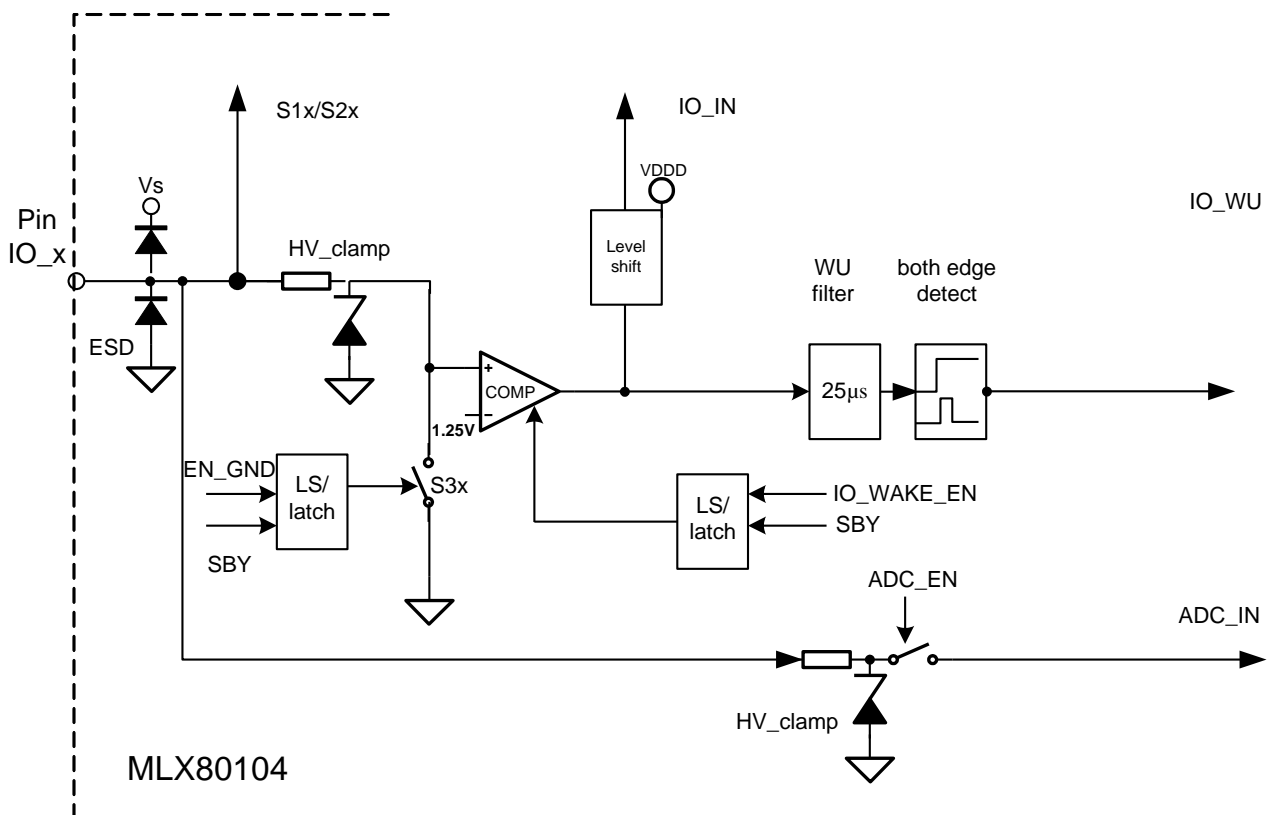 S1x/S2x
IO_IN
VDDD
Vs
Pin
IO_x
IO_WU
HV_clamp
Level
shift
WU
filter
both edge
detect
ESD
+
COMP
−
1.25V
25µs
EN_GND
LS/
latch
S3x
SBY
LS/
latch
IO_WAKE_EN
SBY
ADC_EN
ADC_IN
HV_clamp
MLX80104